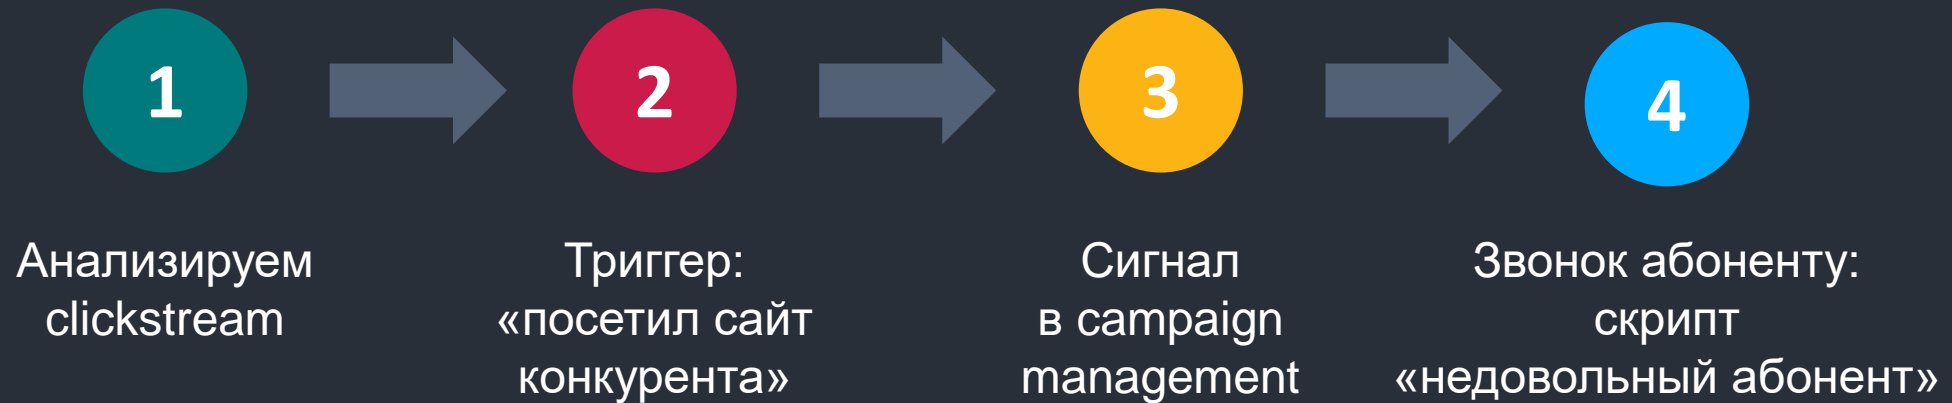 1
2
3
4
Анализируем
clickstream
Триггер:
«посетил сайт
конкурента»
Сигнал
в campaign
management
Звонок абоненту:
скрипт
«недовольный абонент»